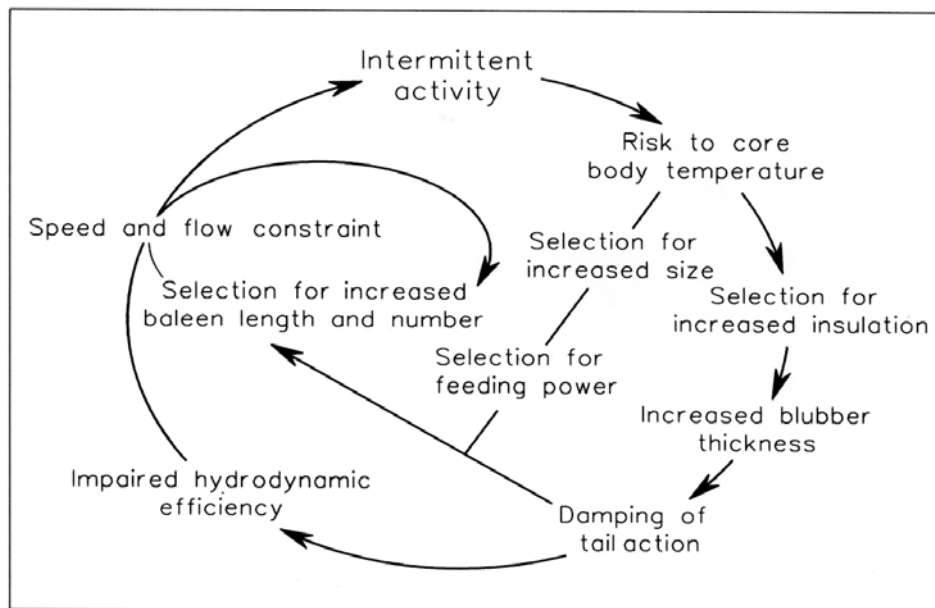 Intermittent
activity
Risk to core
body temperature
Speed and flow constraint
Selection for
increased size
Selection for increased
baleen length and number
Selection for
increased insulation
Selection for
feeding power
Increased blubber
thickness
Impaired hydrodynamic
efficiency
Damping of
tail action